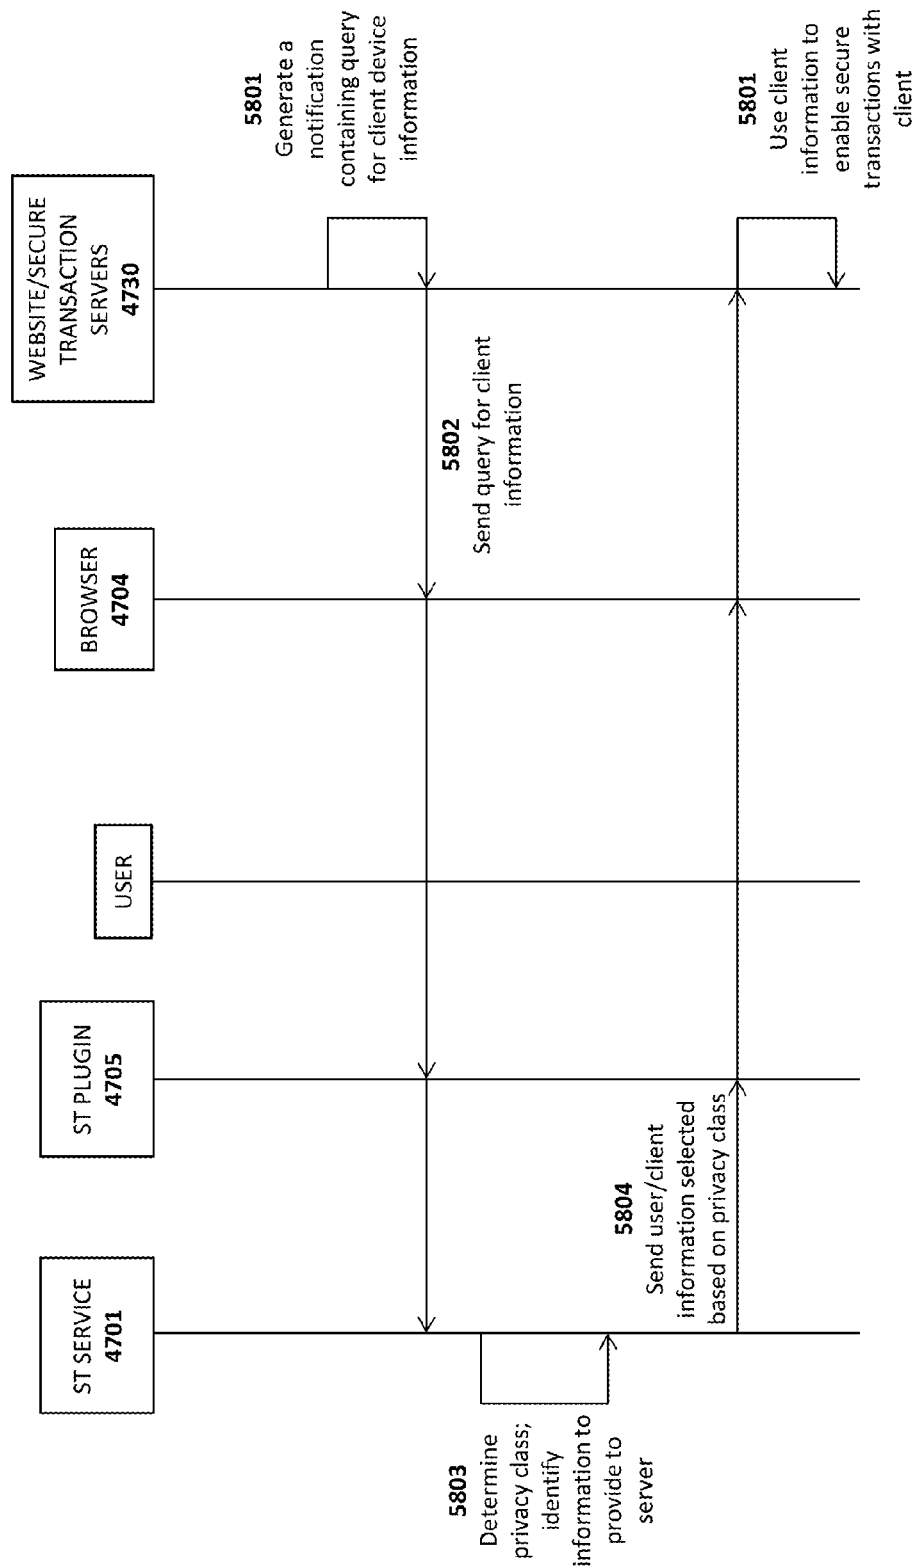 ST SERVICE
4701
ST PLUGIN
4705
USER
BROWSER
4704
WEBSITE/SECURE
TRANSACTION
SERVERS
4730
5801
Generate a
notification
containing query
for client device
information
5802
Send query for client
information
5803
Determine
privacy class;
identify
information to
provide to
server
5804
Send user/client
information selected
based on privacy class
5801
Use client
information to
enable secure
transactions with
client